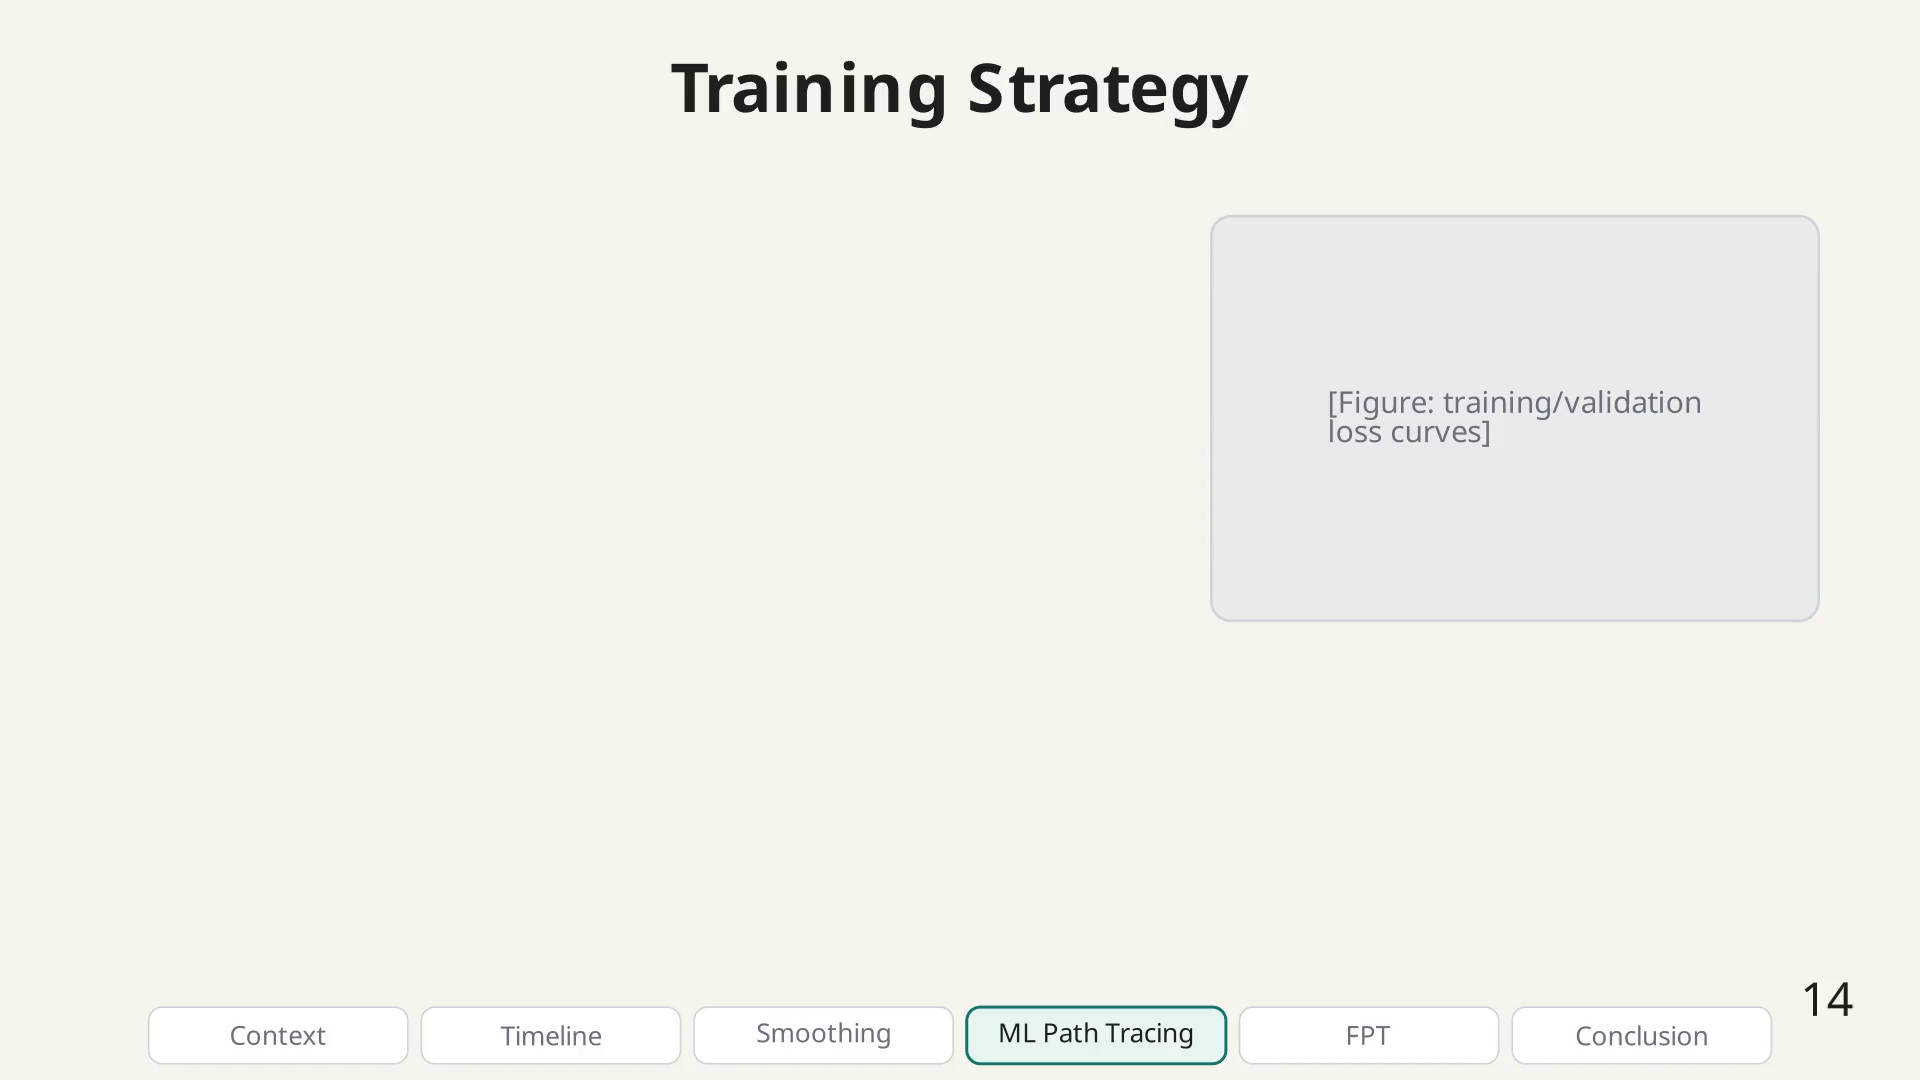 Training Strategy
[Figure: training/validation
loss curves]
14
Context
Timeline
Smoothing
ML Path Tracing
FPT
Conclusion